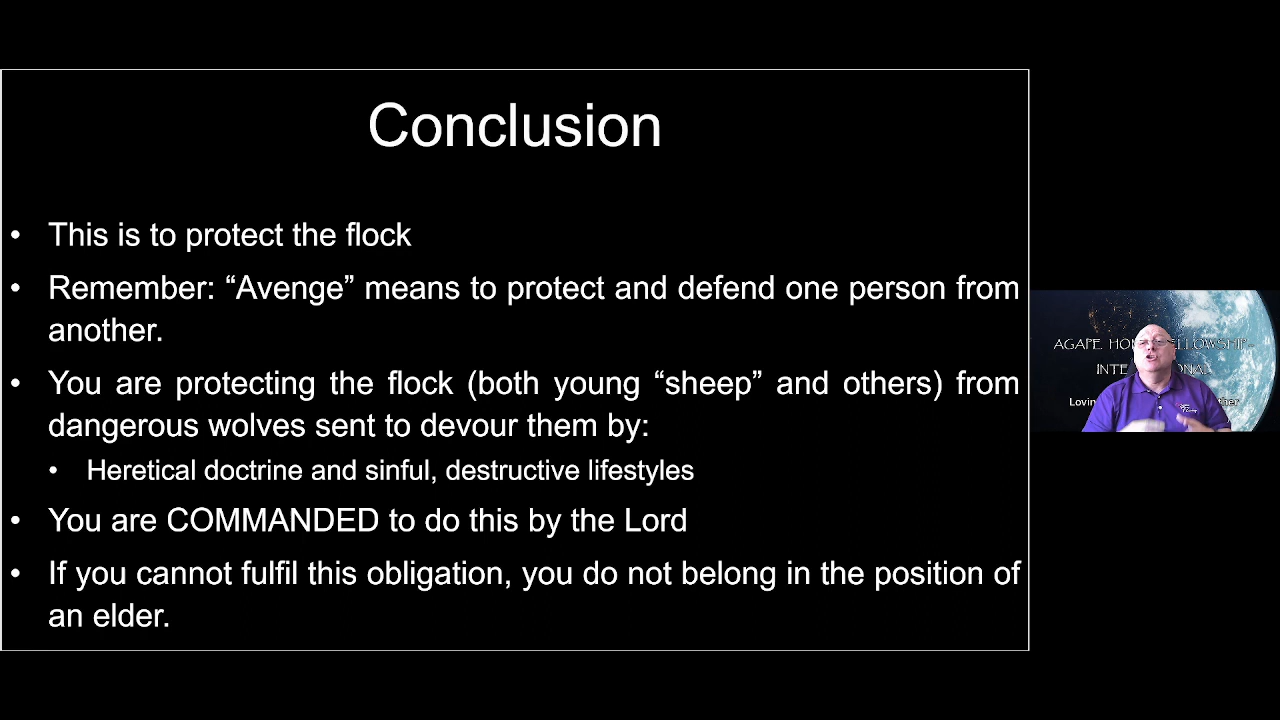 Conclusion
• This is to protect the flock
• Remember: “Avenge” means to protect and defend one person from
another.
• You are protecting the flock (both young “sheep” and others) from
dangerous wolves sent to devour them by:
• Heretical doctrine and sinful, destructive lifestyles
• You are COMMANDED to do this by the Lord
• If you cannot fulfil this obligation, you do not belong in the position of
an elder.
AGAPE